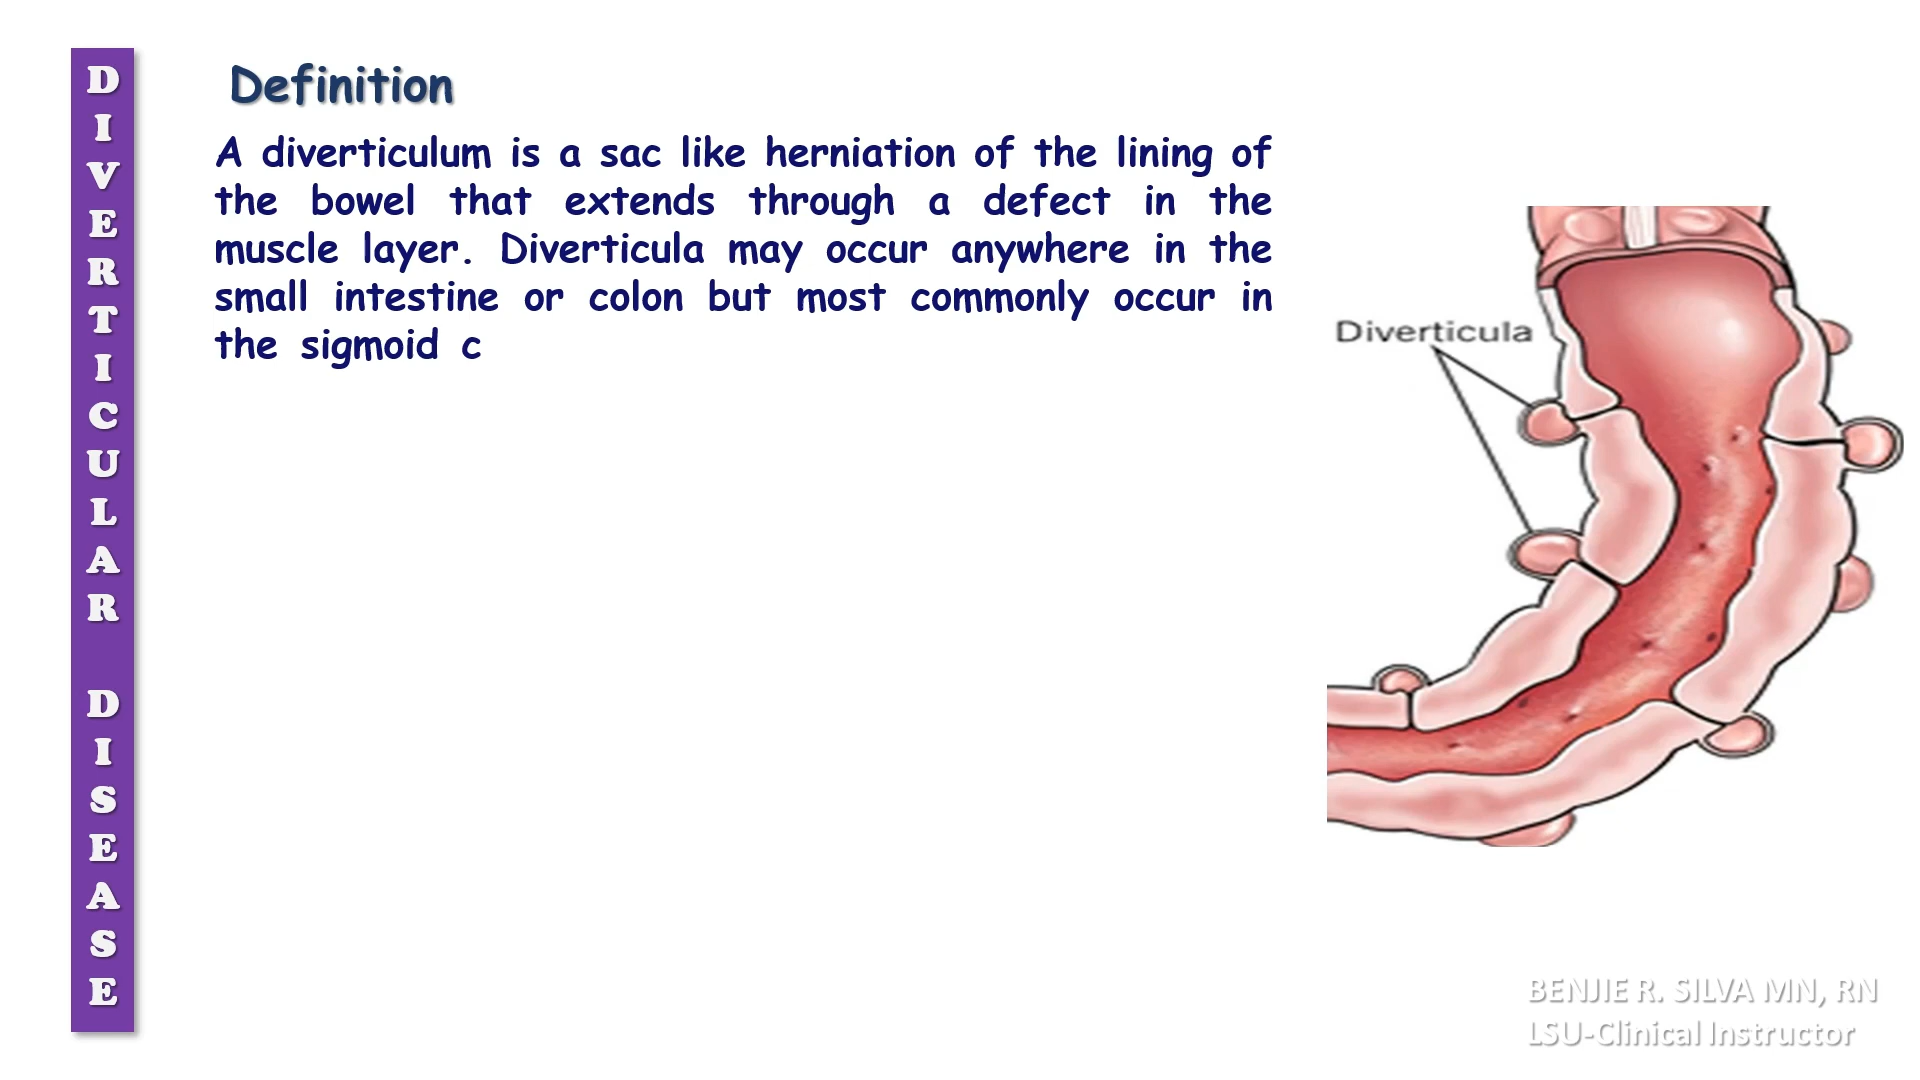 DIVERTICULAR DISEASE
Definition
A diverticulum is a sac like herniation of the lining of
the bowel that extends through a defect in the
muscle layer. Diverticula may occur anywhere in the
small intestine or colon but most commonly occur in
the sigmoid c
Diverticula
BENJIE R. SILVA MN, RN
LSU-Clinical Instructor